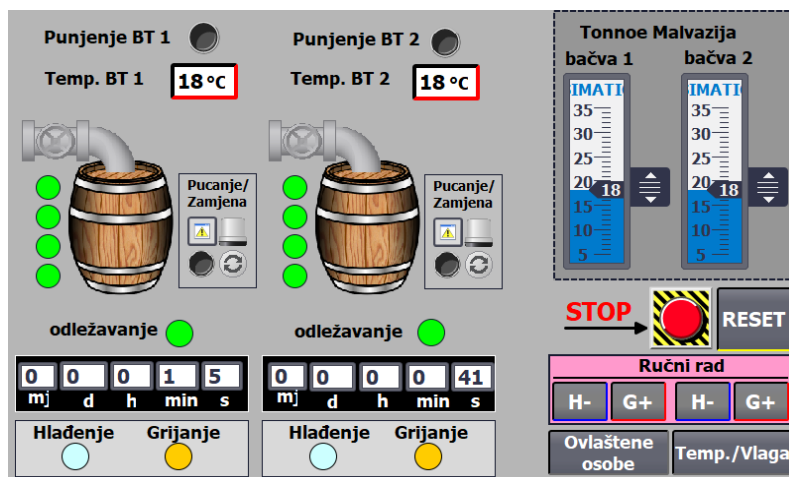 Punjenje BT 1
Temp. BT 1
18 °C
Pucanje/
Zamjena
odležavanje
0 0 0 1 5
mj d h min s
Hlađenje Grijanje
Punjenje BT 2
Temp. BT 2
18 °C
Pucanje/
Zamjena
odležavanje
0 0 0 0 41
mj d h min s
Hlađenje Grijanje
Tonnoe Malvazija
bačva 1 bačva 2
35
30
25
20
18
15
10
5
35
30
25
20
18
15
10
5
STOP
RESET
Ručni rad
H- G+ H- G+
Ovlaštene
osobe
Temp./Vlaga